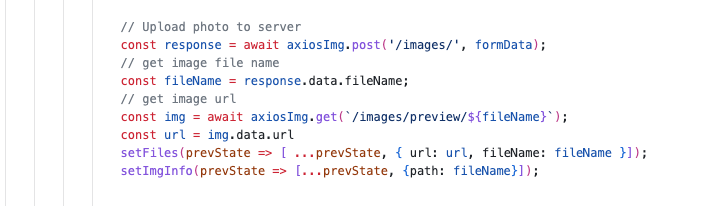 // Upload photo to server
const response = await axiosImg.post('/images/', formData);
// get image file name
const fileName = response.data.fileName;
// get image url
const img = await axiosImg.get(`/images/preview/${fileName}`);
const url = img.data.url
setFiles(prevState => [ ...prevState, { url: url, fileName: fileName }]);
setImgInfo(prevState => [...prevState, {path: fileName}]);